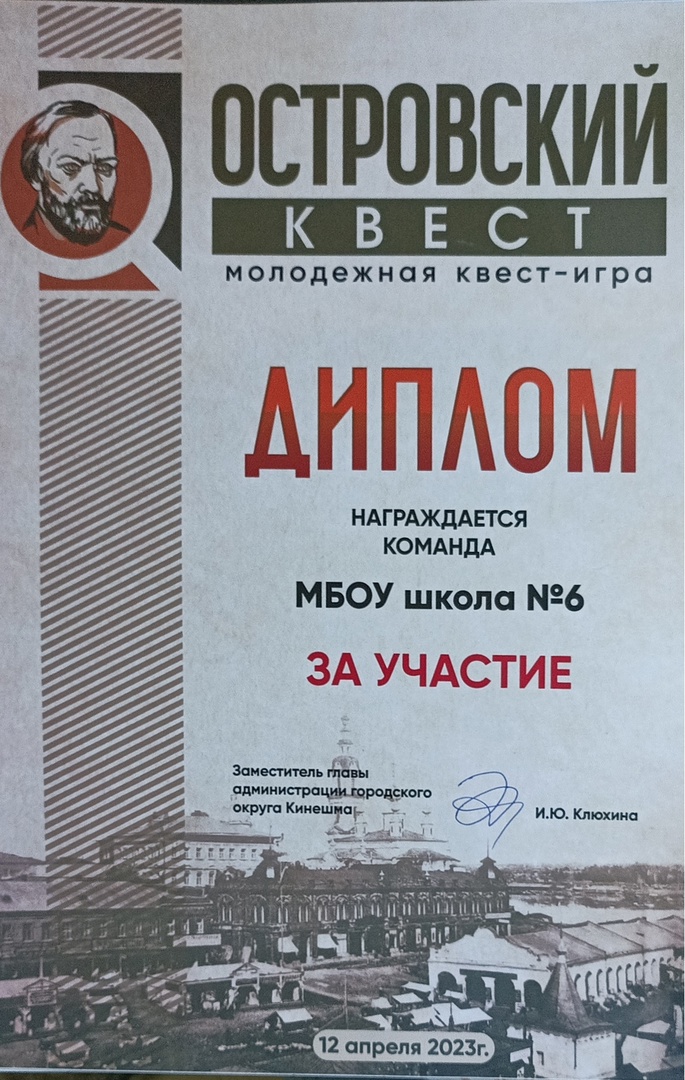 ОСТРОВСКИЙ
КВЕСТ
молодежная квест-игра
ДИПЛОМ
НАГРАЖДАЕТСЯ
КОМАНДА
МБОУ школа №6
ЗА УЧАСТИЕ
Заместитель главы
администрации городского
округа Кинешма
И.Ю. Клюхина
12 апреля 2023г.